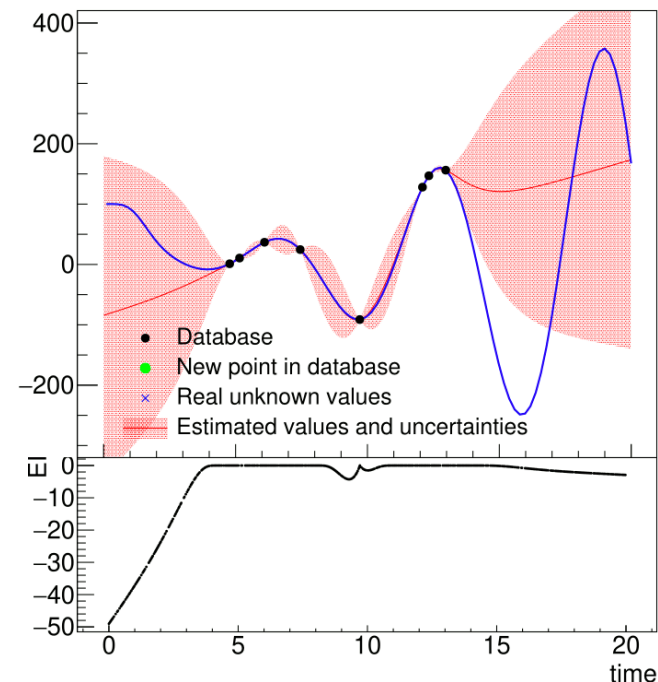 400
200
0
−200
Database
New point in database
Real unknown values
Estimated values and uncertainties
EI
0
−10
−20
−30
−40
−50
0 5 10 15 20
time